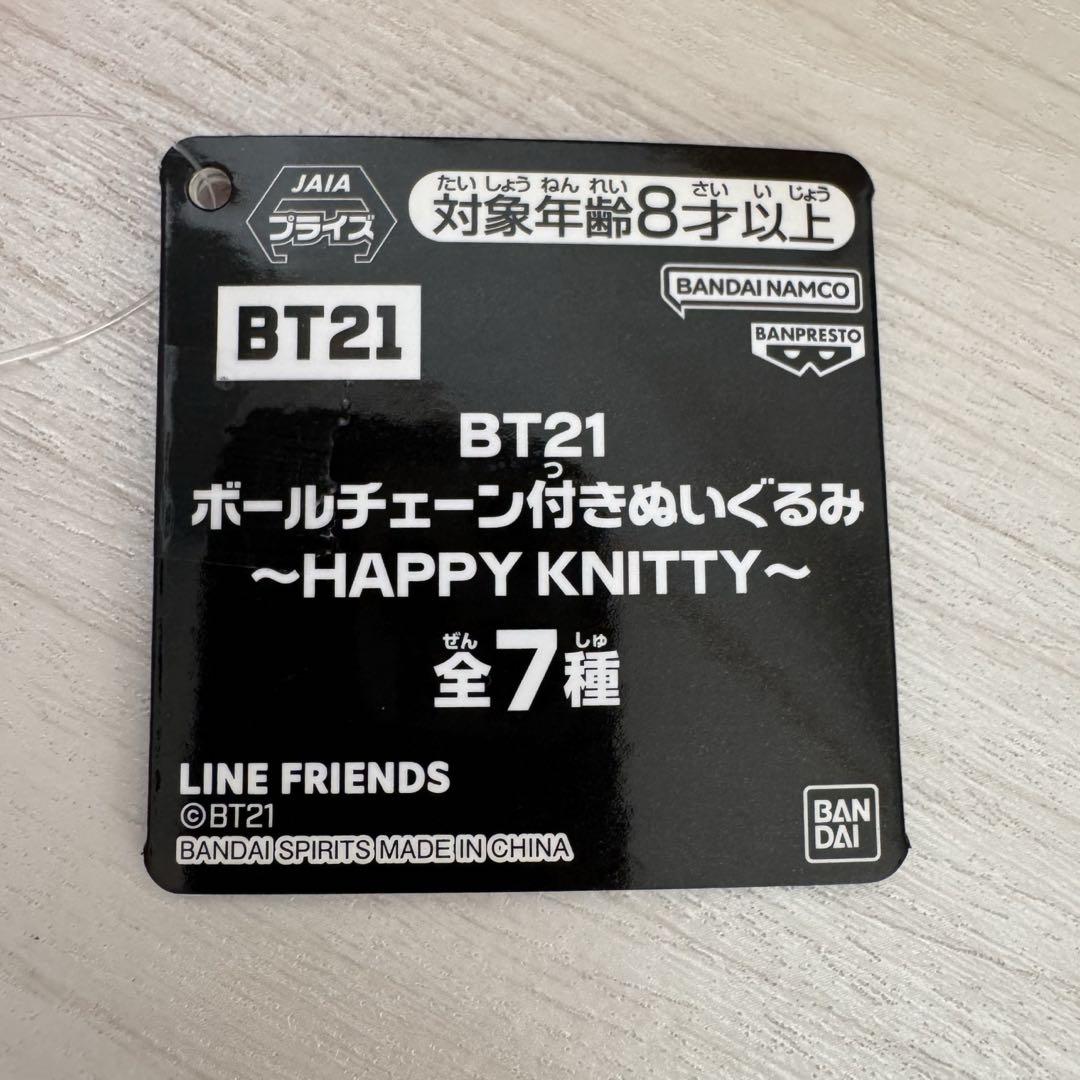 JAIA
プライズ
たいしょうねんれい さいいじょう
対象年齢8才以上
BANDAI NAMCO
BANPRESTO
BT21
BT21
つ
ボールチェーン付きぬいぐるみ
～HAPPY KNITTY～
ぜん しゅ
全7種
LINE FRIENDS
©BT21
BANDAI SPIRITS MADE IN CHINA
BAN
DAI